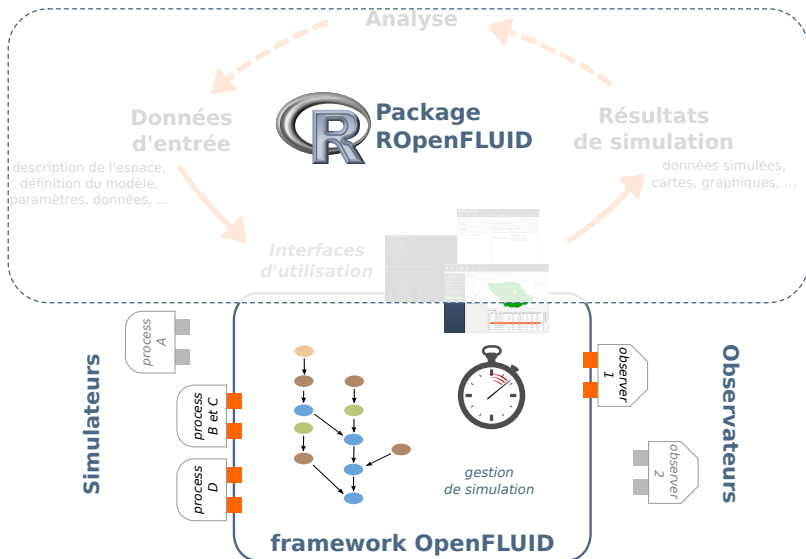 Analyse
Données
d'entrée
description de l'espace,
définition du modèle,
paramètres, données, ...
R
Package
ROpenFLUID
Résultats
de simulation
données simulées,
cartes, graphiques, ...
Interfaces
d'utilisation
Simulateurs
process
A
process
B et C
process
D
gestion
de simulation
framework OpenFLUID
observer
1
observer
2
Observateurs